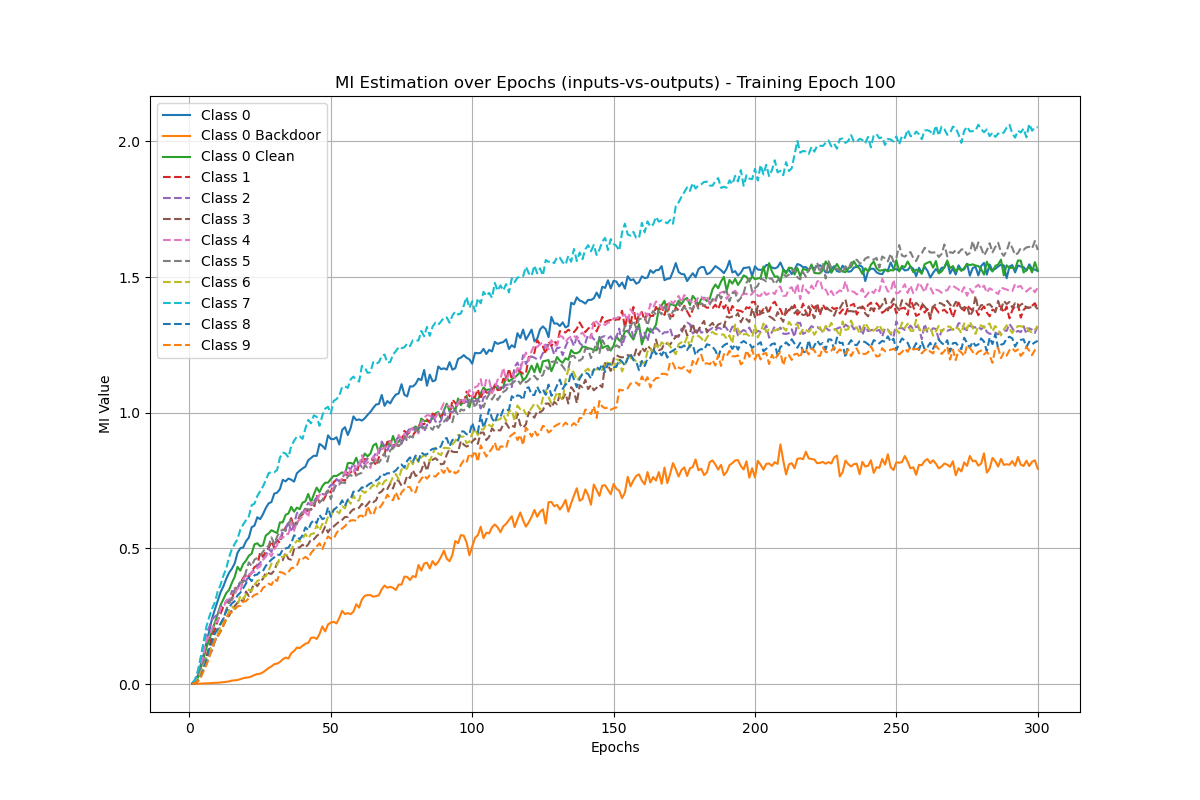 MI Estimation over Epochs (inputs-vs-outputs) - Training Epoch 100
Class 0
Class 0 Backdoor
Class 0 Clean
Class 1
Class 2
Class 3
Class 4
Class 5
Class 6
Class 7
Class 8
Class 9
2.0
1.5
1.0
0.5
0.0
MI Value
0 50 100 150 200 250 300
Epochs